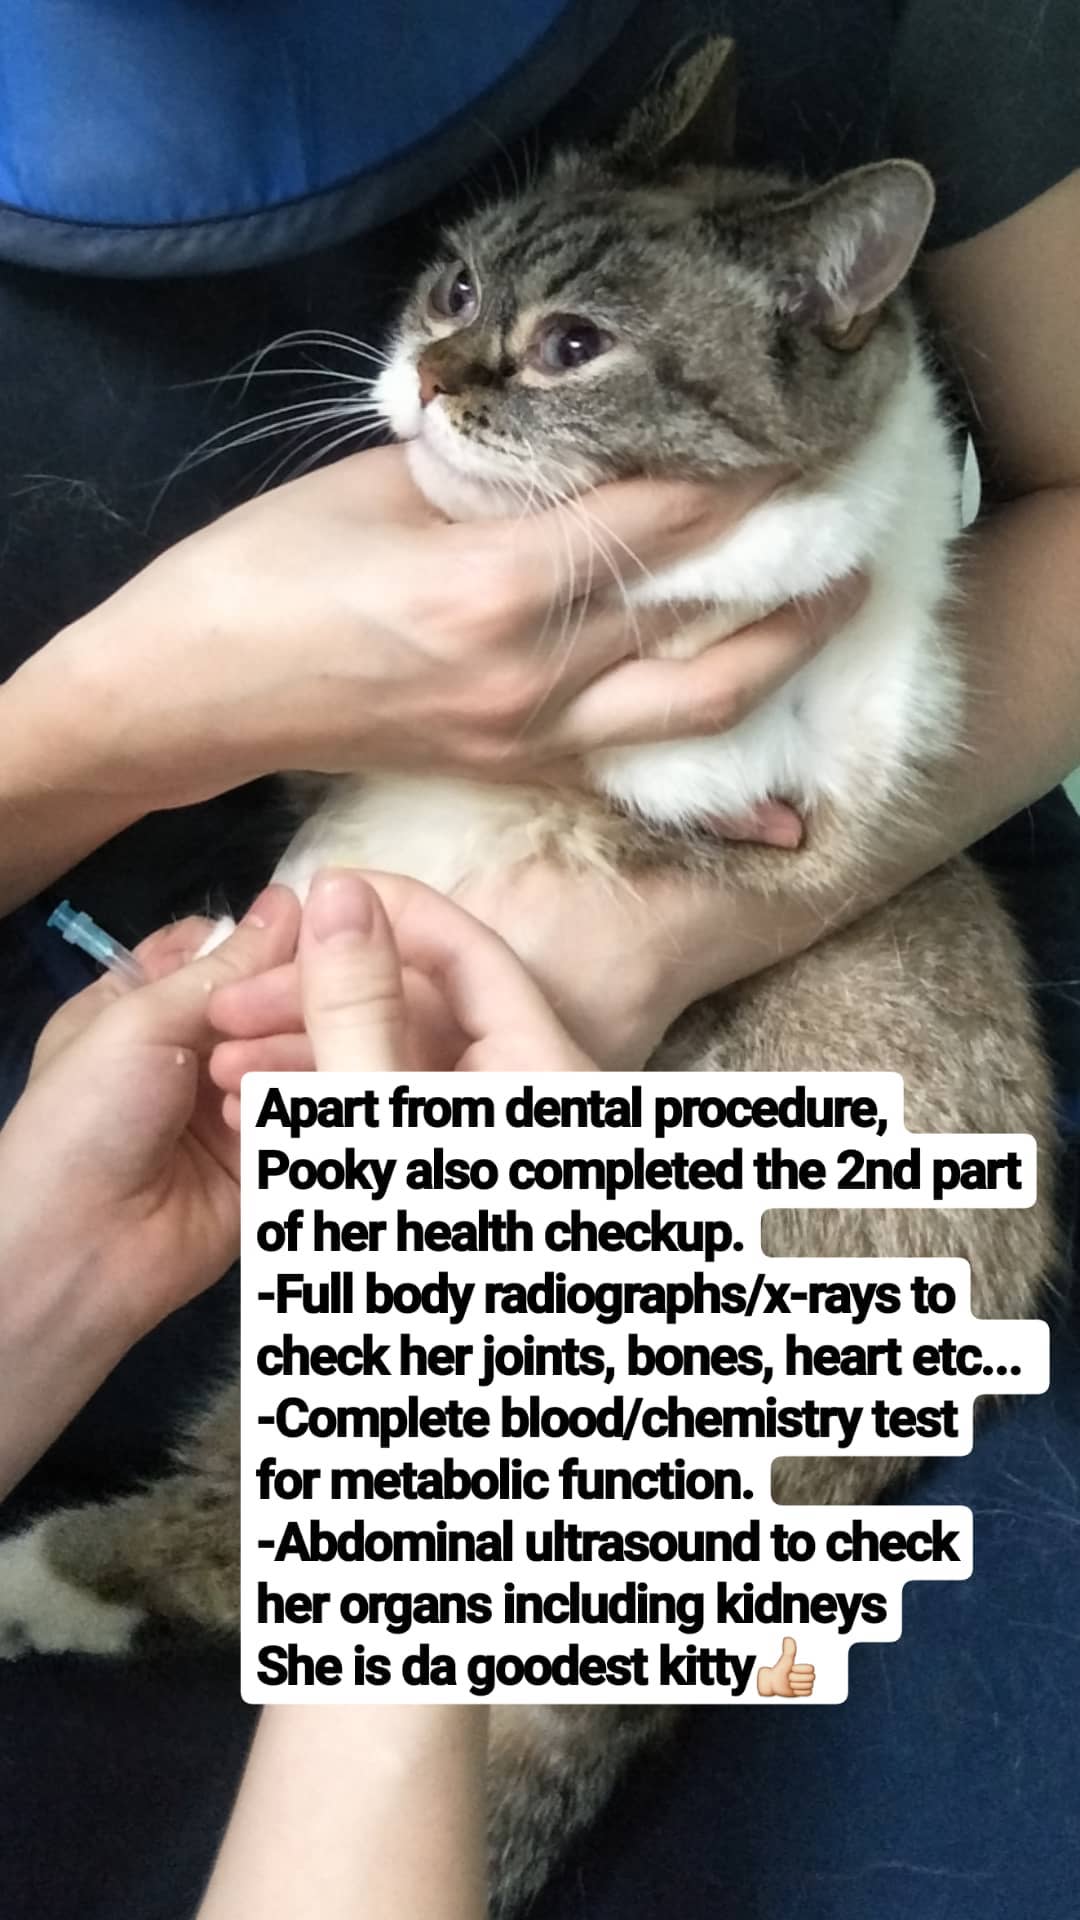 Apart from dental procedure,
Pooky also completed the 2nd part
of her health checkup.
-Full body radiographs/x-rays to
check her joints, bones, heart etc...
-Complete blood/chemistry test
for metabolic function.
-Abdominal ultrasound to check
her organs including kidneys
She is da goodest kitty👍🏼